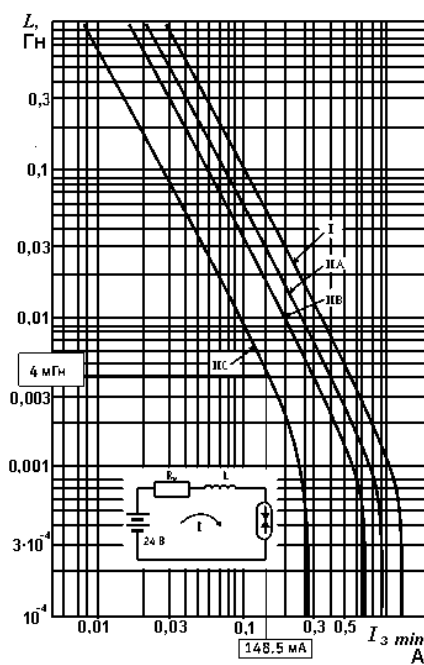 L,
Гн
0,3
0,1
0,03
0,01
4 мГн
0,003
0,001
3·10⁻⁴
10⁻⁴
I
IIA
IIB
IIC
L
24 В
I
0,01
0,03
0,1
0,3
0,5
I з min
A
148.5 мА